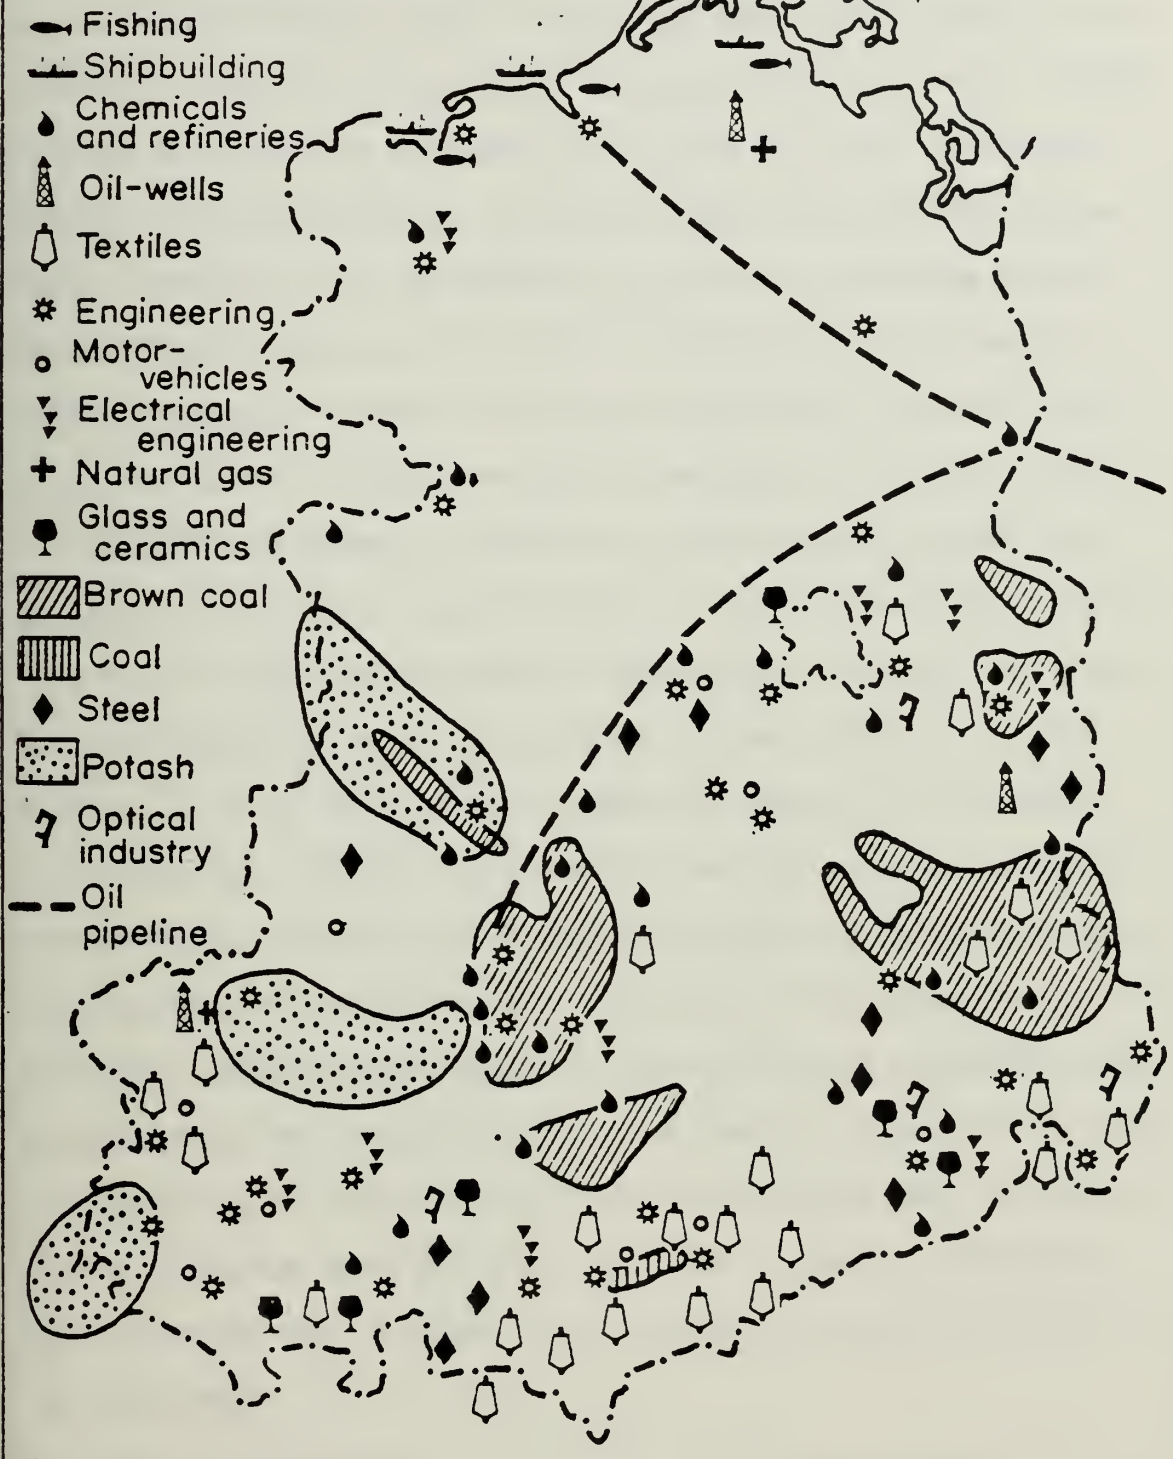 Fishing
Shipbuilding
Chemicals
and refineries
Oil-wells
Textiles
Engineering
Motor-
vehicles
Electrical
engineering
Natural gas
Glass and
ceramics
Brown coal
Coal
Steel
Potash
Optical
industry
Oil
pipeline